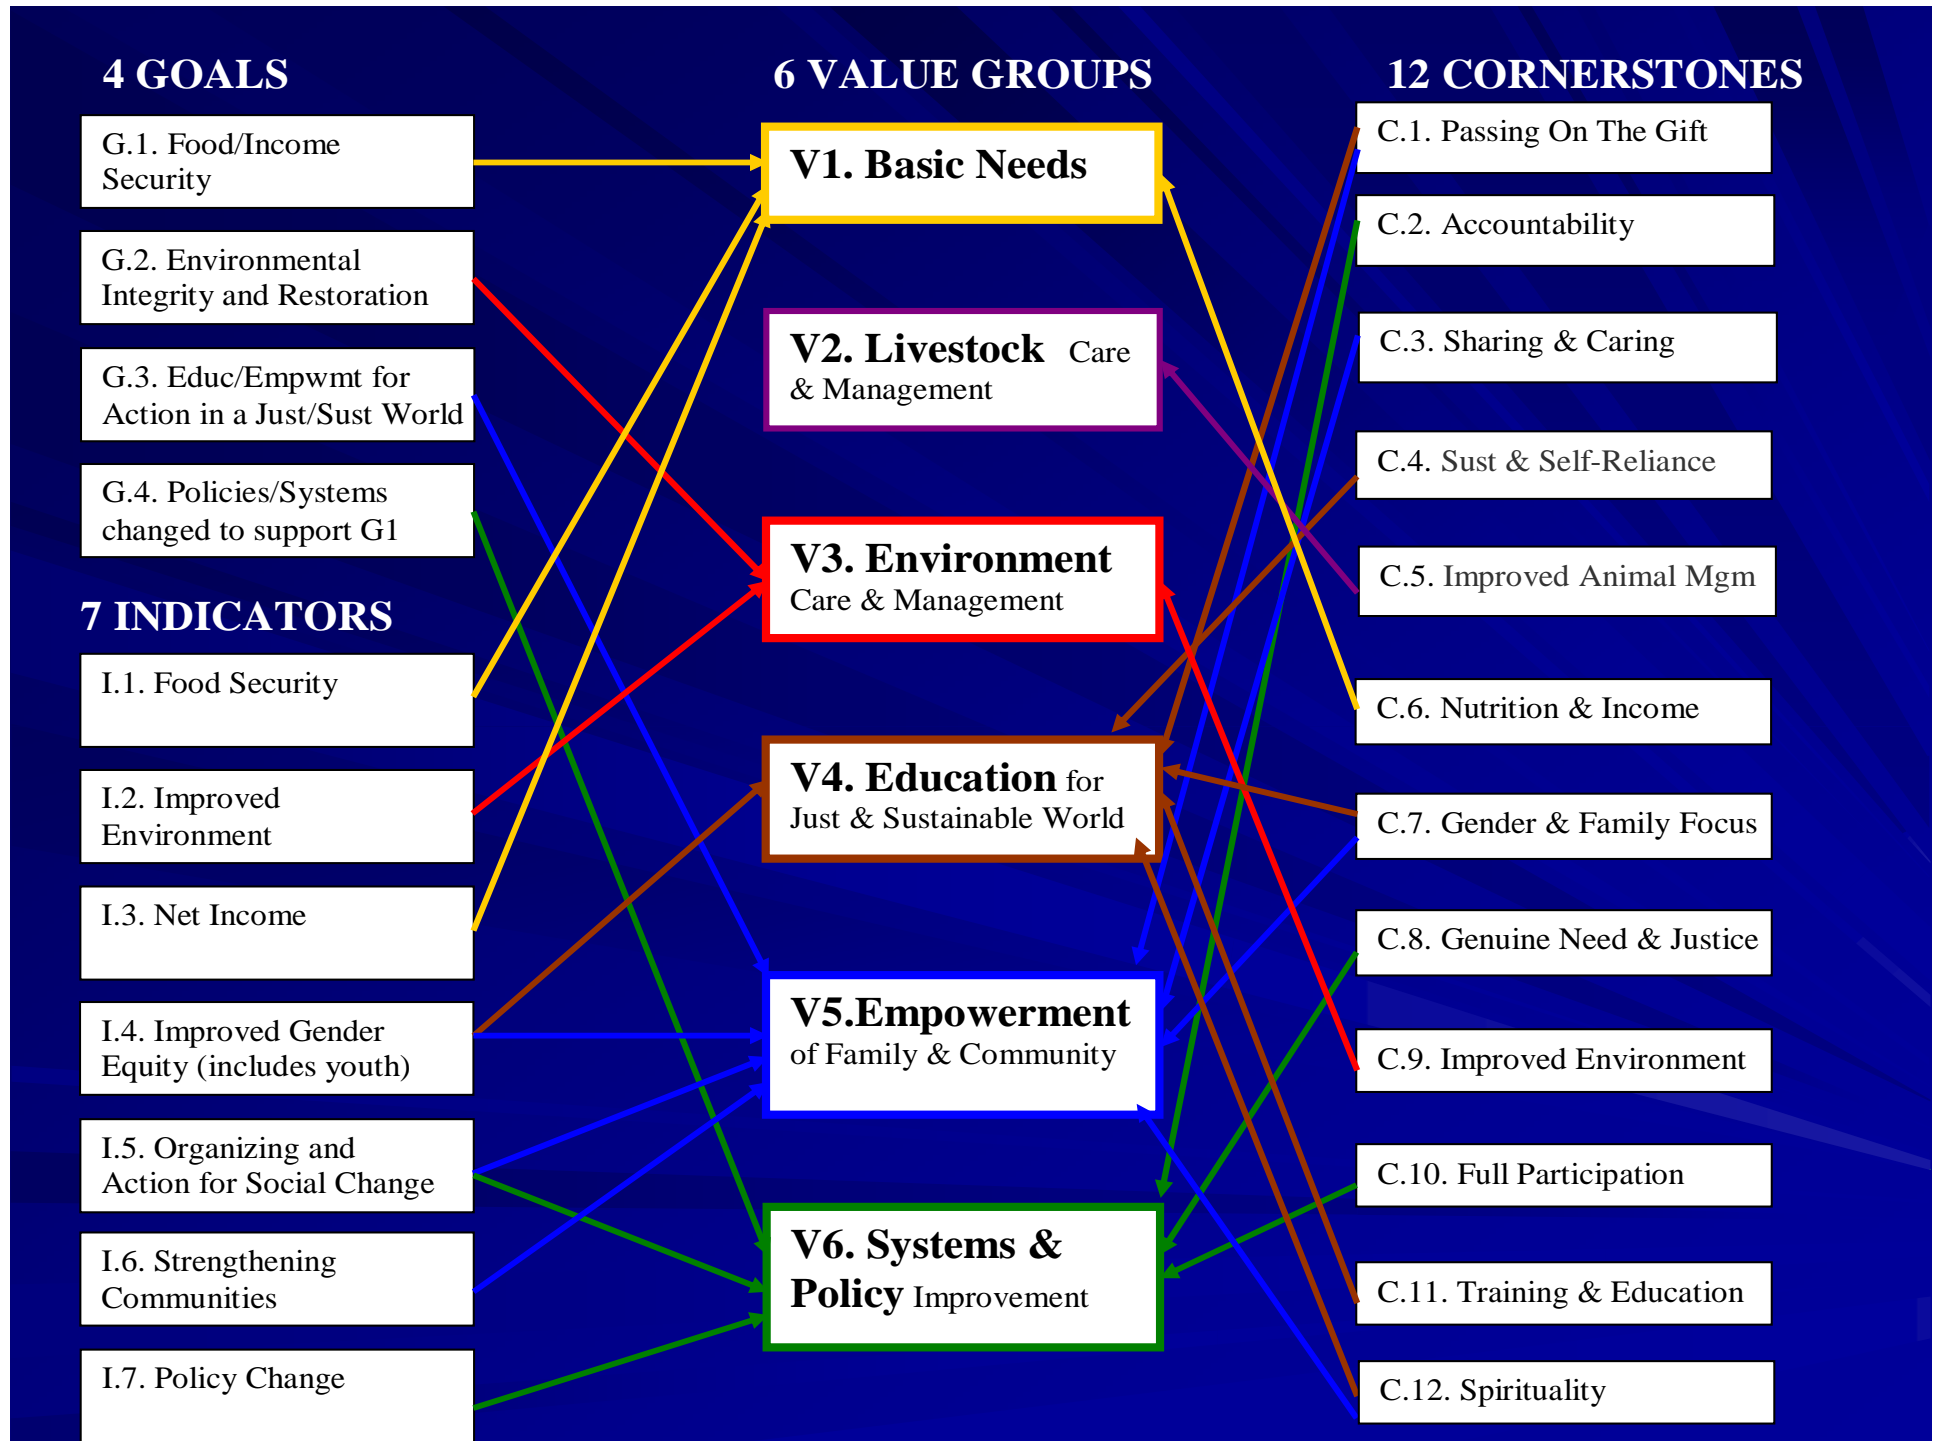 4 GOALS
G.1. Food/Income
Security
G.2. Environmental
Integrity and Restoration
G.3. Educ/Empwmt for
Action in a Just/Sust World
G.4. Policies/Systems
changed to support G1
7 INDICATORS
I.1. Food Security
I.2. Improved
Environment
I.3. Net Income
I.4. Improved Gender
Equity (includes youth)
I.5. Organizing and
Action for Social Change
I.6. Strengthening
Communities
I.7. Policy Change
6 VALUE GROUPS
V1. Basic Needs
V2. Livestock Care
& Management
V3. Environment
Care & Management
V4. Education for
Just & Sustainable World
V5.Empowerment
of Family & Community
V6. Systems &
Policy Improvement
12 CORNERSTONES
C.1. Passing On The Gift
C.2. Accountability
C.3. Sharing & Caring
C.4. Sust & Self-Reliance
C.5. Improved Animal Mgm
C.6. Nutrition & Income
C.7. Gender & Family Focus
C.8. Genuine Need & Justice
C.9. Improved Environment
C.10. Full Participation
C.11. Training & Education
C.12. Spirituality